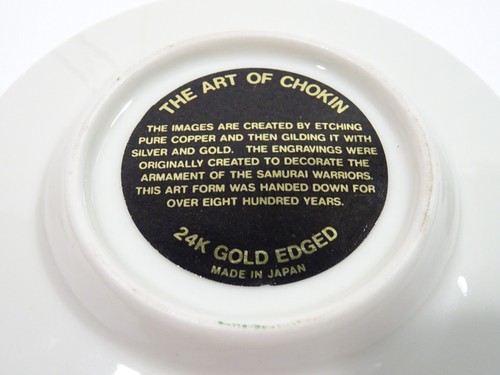 THE ART OF CHOKIN
THE IMAGES ARE CREATED BY ETCHING
PURE COPPER AND THEN GILDING IT WITH
SILVER AND GOLD. THE ENGRAVINGS WERE
ORIGINALLY CREATED TO DECORATE THE
ARMAMENT OF THE SAMURAI WARRIORS.
THIS ART FORM WAS HANDED DOWN FOR
OVER EIGHT HUNDRED YEARS.
24K GOLD EDGED
MADE IN JAPAN